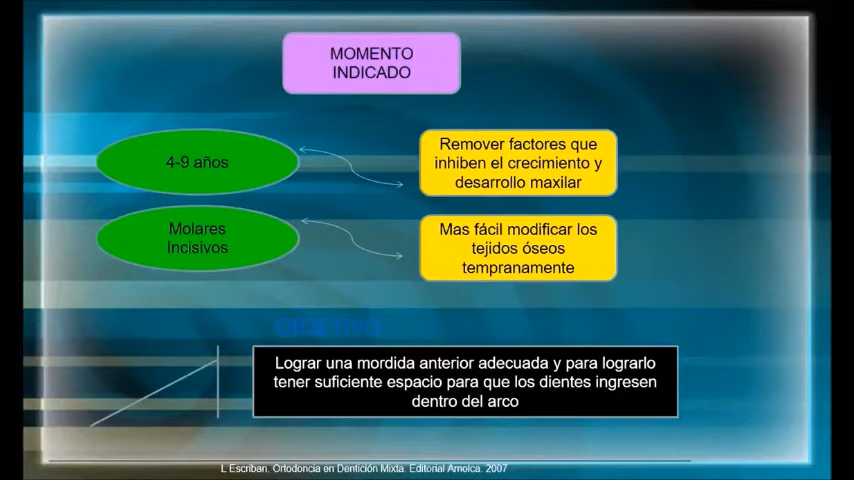 MOMENTO
INDICADO
4-9 años
Remover factores que
inhiben el crecimiento y
desarrollo maxilar
Molares
Incisivos
Mas fácil modificar los
tejidos óseos
tempranamente
OBJETIVO
Lograr una mordida anterior adecuada y para lograrlo
tener suficiente espacio para que los dientes ingresen
dentro del arco
L Escriban. Ortodoncia en Dentición Mixta. Editorial Amolca. 2007